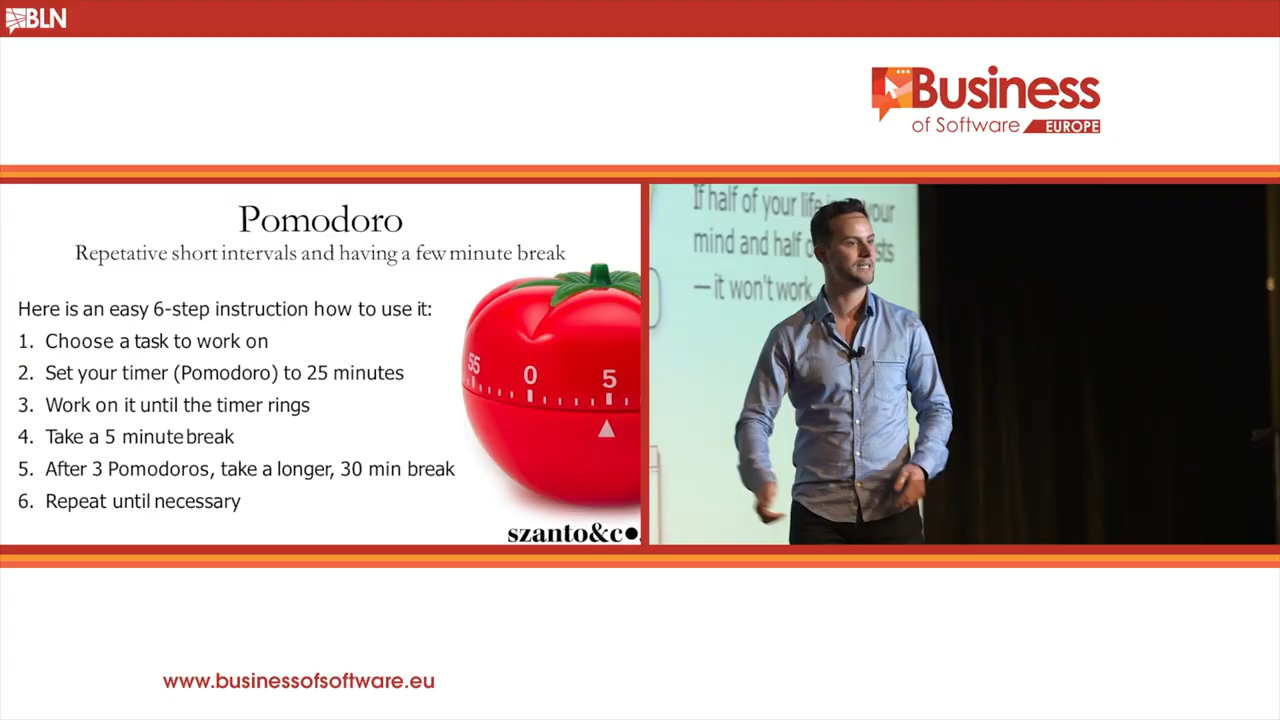 BLN
Business
of Software EUROPE
Pomodoro
Repetative short intervals and having a few minute break
Here is an easy 6-step instruction how to use it:
1. Choose a task to work on
2. Set your timer (Pomodoro) to 25 minutes
3. Work on it until the timer rings
4. Take a 5 minute break
5. After 3 Pomodoros, take a longer, 30 min break
6. Repeat until necessary
55 0 5
szanto&co
If half of your life your
mind and half
—it won't work
www.businessofsoftware.eu